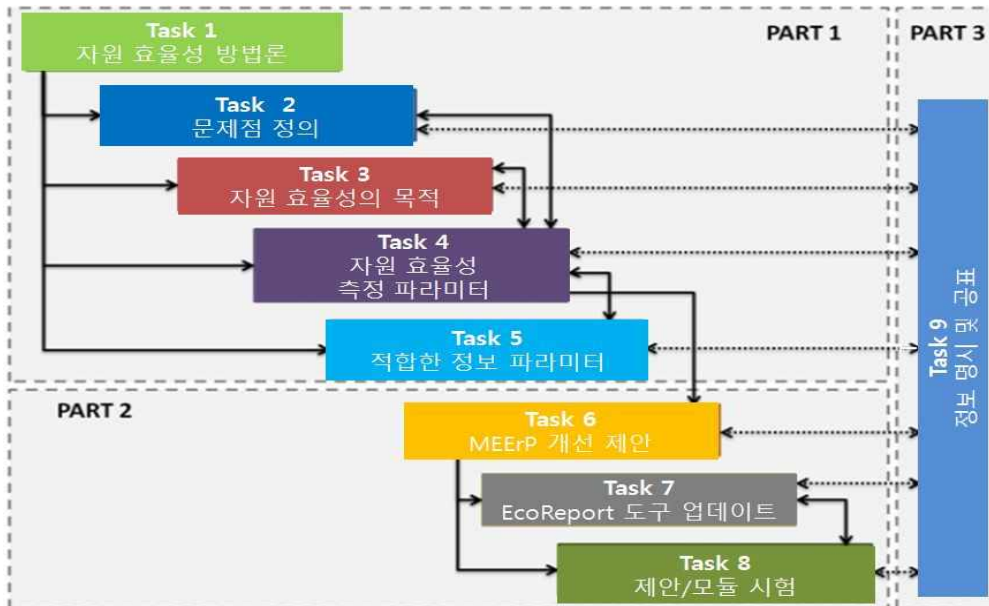 Task 1
자원 효율성 방법론
PART 1
PART 3
Task 2
문제점 정의
Task 3
자원 효율성의 목적
Task 4
자원 효율성
측정 파라미터
Task 5
적합한 정보 파라미터
PART 2
Task 6
MEErP 개선 제안
Task 7
EcoReport 도구 업데이트
Task 8
제안/모듈 시험
Task 9
정보 명시 및 공표